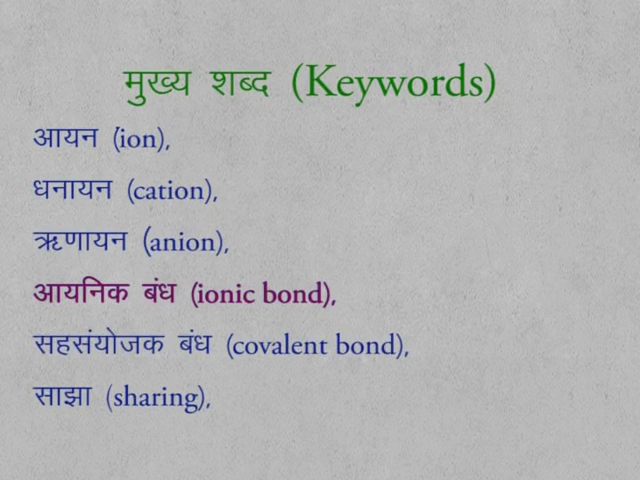 मुख्य शब्द (Keywords)
आयन (ion),
धनायन (cation),
ऋणायन (anion),
आयनिक बंध (ionic bond),
सहसंयोजक बंध (covalent bond),
साझा (sharing),